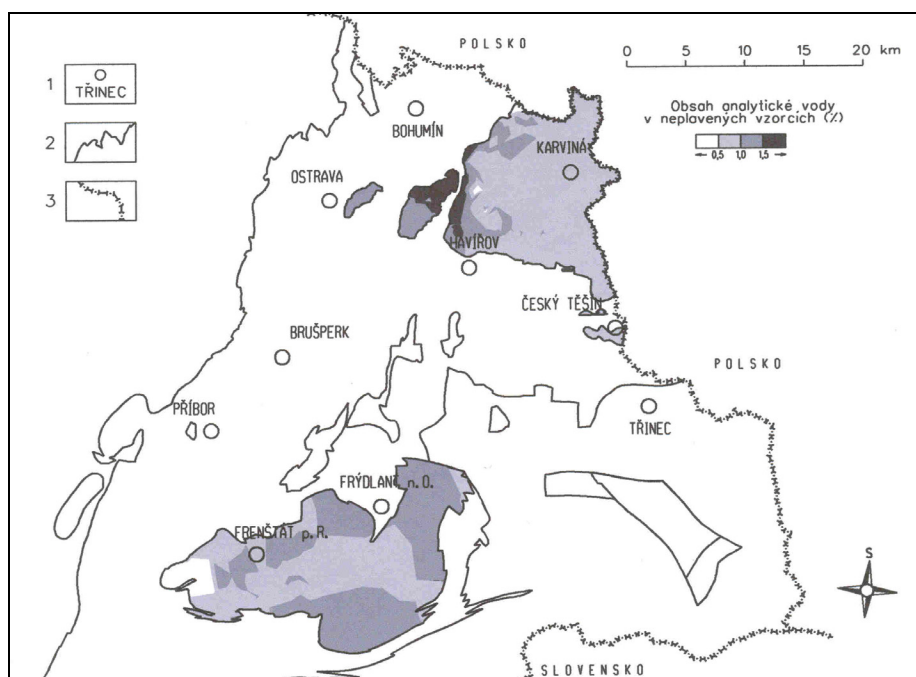 POLSKO
0 5 10 15 20 km
1 TŘINEC
2
3
Obsah analytické vody
v neplavených vzorcích (%)
0,5 1,0 1,5
BOHUMÍN
KARVINÁ
OSTRAVA
HAVÍŘOV
ČESKÝ TĚŠÍN
BRUŠPERK
POLSKO
PŘÍBOR
TŘINEC
FRÝDLANT n.O.
FRENŠTÁT p.R.
S
SLOVENSKO